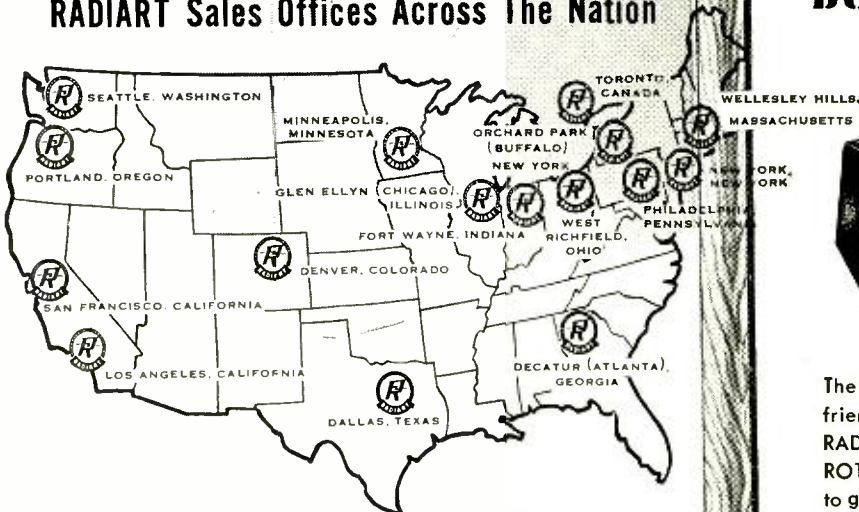 RADIART Sales Offices Across The Nation
SEATTLE, WASHINGTON
PORTLAND, OREGON
MINNEAPOLIS,
MINNESOTA
TORONTO,
CANADA
WELLESLEY HILLS,
MASSACHUSETTS
ORCHARD PARK
(BUFFALO)
NEW YORK
NEW YORK,
NEW YORK
GLEN ELLYN (CHICAGO),
ILLINOIS
FORT WAYNE, INDIANA
WEST
RICHFIELD,
OHIO
PHILADELPHIA
PENNSYLVANIA
DENVER, COLORADO
SAN FRANCISCO, CALIFORNIA
LOS ANGELES, CALIFORNIA
DALLAS, TEXAS
DECATUR (ATLANTA),
GEORGIA
The
frien
RAD
ROT
to g